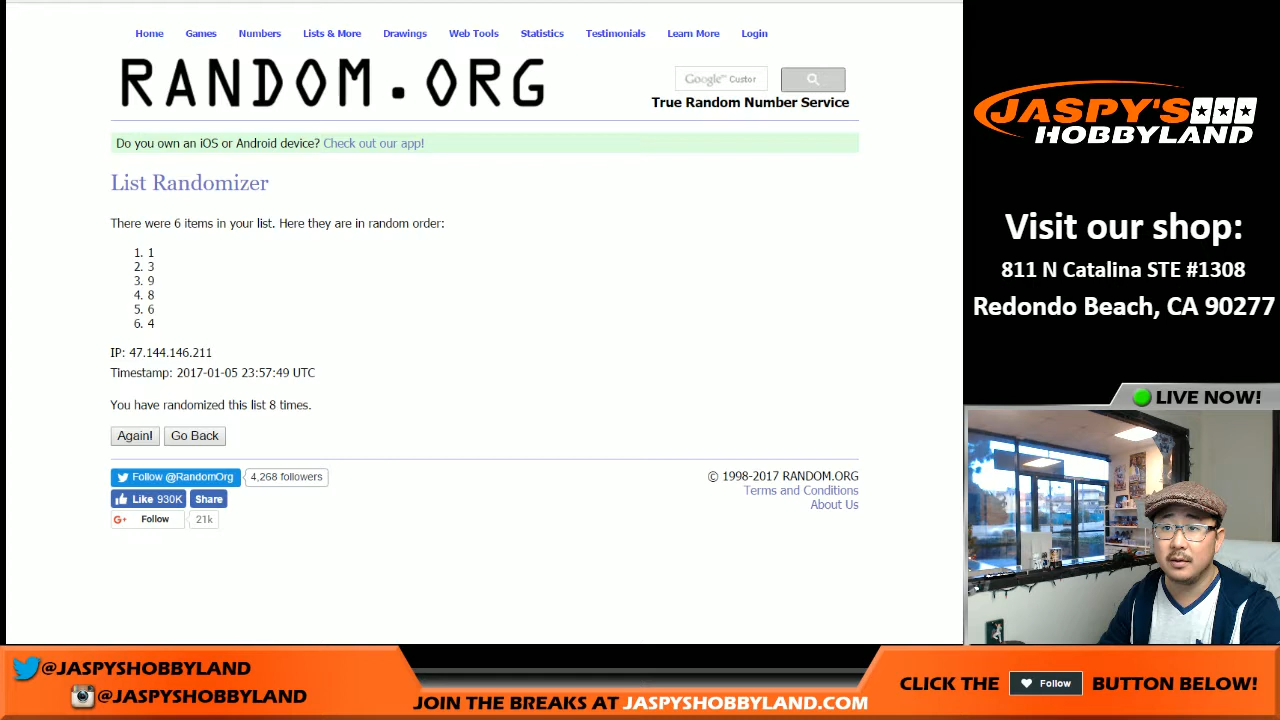 Home Games Numbers Lists & More Drawings Web Tools Statistics Testimonials Learn More Login
RANDOM.ORG
Google™ Custor
True Random Number Service
Do you own an iOS or Android device? Check out our app!
List Randomizer
There were 6 items in your list. Here they are in random order:
1. 1
2. 3
3. 9
4. 8
5. 6
6. 4
IP: 47.144.146.211
Timestamp: 2017-01-05 23:57:49 UTC
You have randomized this list 8 times.
Again! Go Back
Follow @RandomOrg 4,268 followers
Like 930K Share
G+ Follow 21k
© 1998-2017 RANDOM.ORG
Terms and Conditions
About Us
JASPY'S
HOBBYLAND
Visit our shop:
811 N Catalina STE #1308
Redondo Beach, CA 90277
LIVE NOW!
@JASPYSHOBBYLAND
@JASPYSHOBBYLAND
JOIN THE BREAKS AT JASPYSHOBBYLAND.COM
CLICK THE Follow BUTTON BELOW!